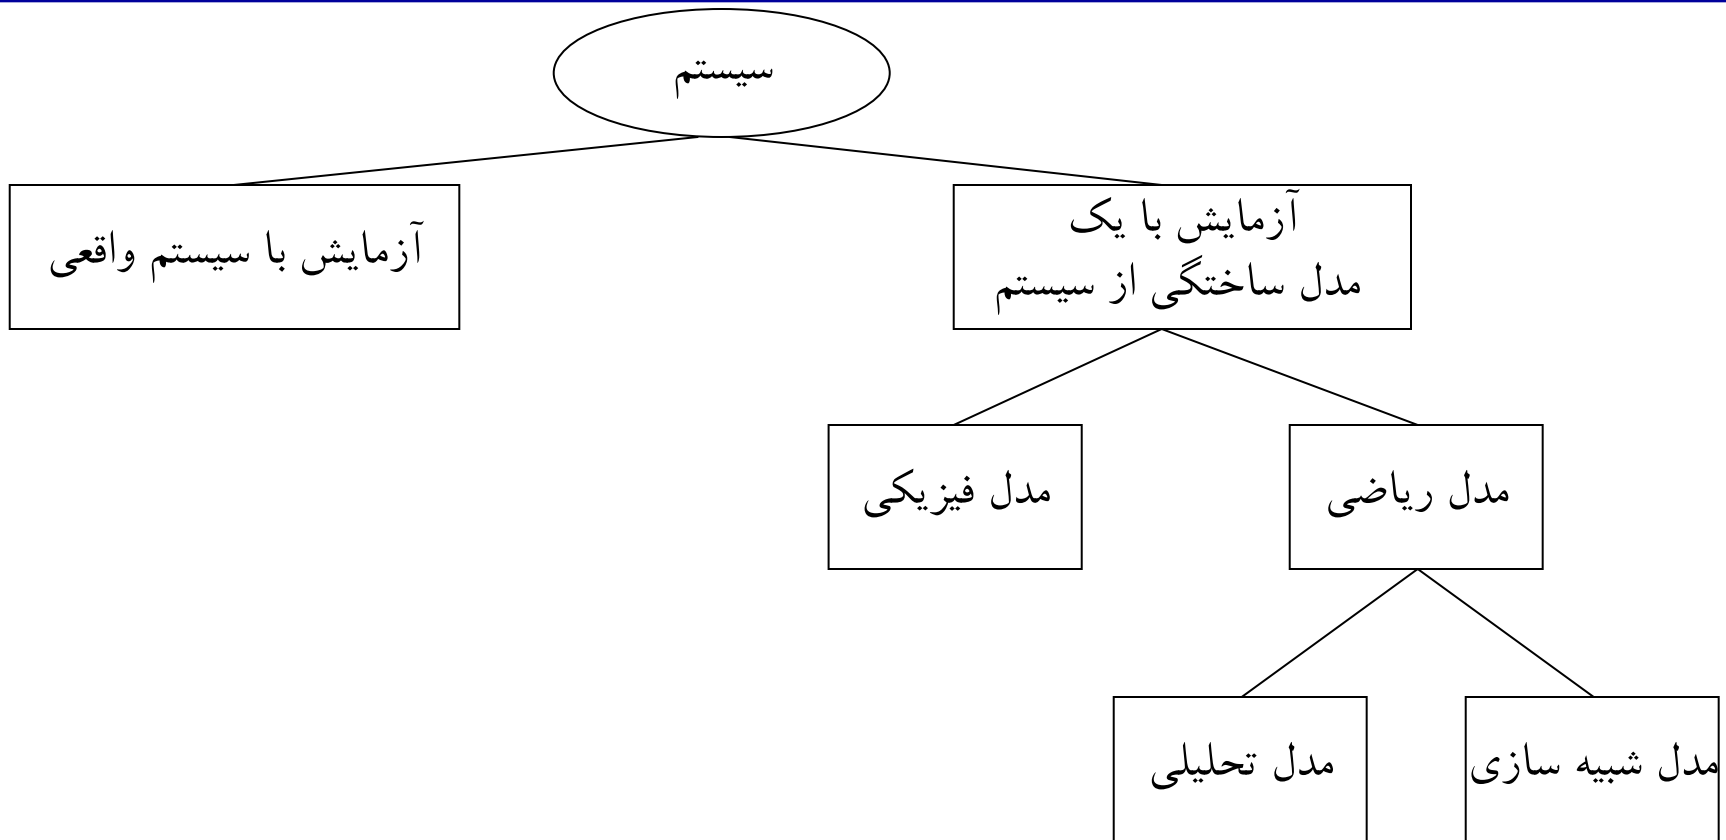 سیستم
آزمایش با یک
مدل ساختگی از سیستم
آزمایش با سیستم واقعی
مدل ریاضی
مدل فیزیکی
مدل شبیه سازی
مدل تحلیلی